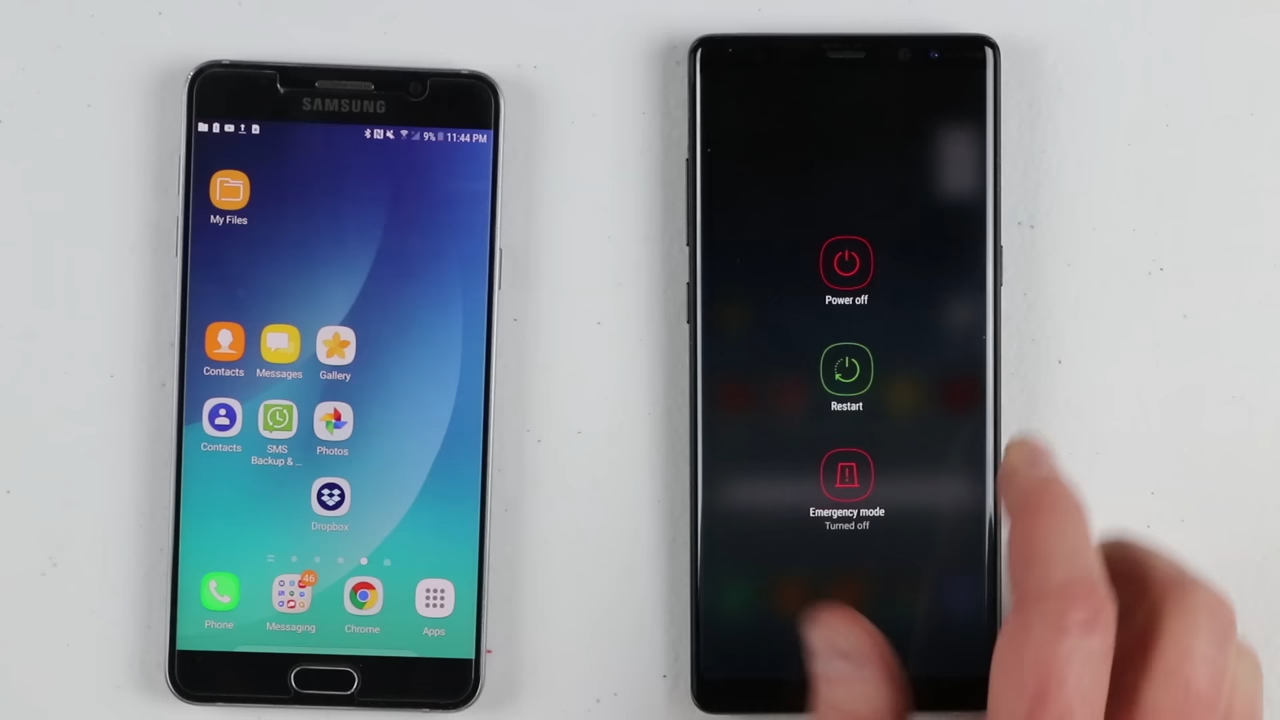 SAMSUNG
9% 11:44 PM
My Files
Contacts Messages Gallery
Contacts SMS Backup & ... Photos
Dropbox
46
Phone Messaging Chrome Apps
Power off
Restart
Emergency mode
Turned off